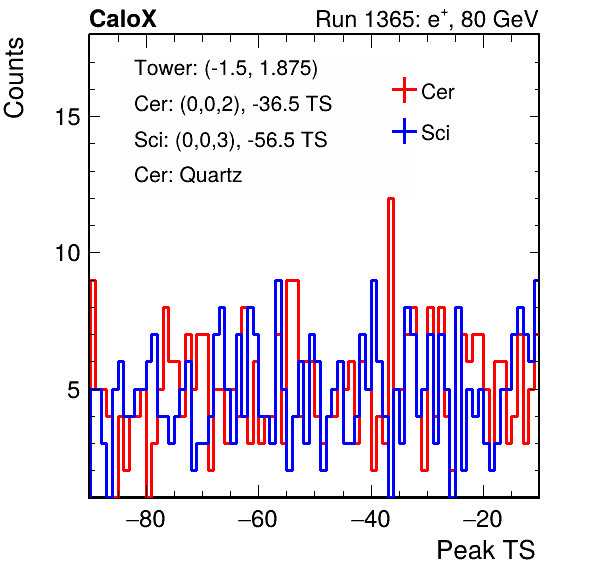 CaloX Run 1365: e⁺, 80 GeV
Counts
Tower: (-1.5, 1.875)
Cer: (0,0,2), -36.5 TS
Sci: (0,0,3), -56.5 TS
Cer: Quartz
Cer
Sci
15
10
5
−80 −60 −40 −20
Peak TS